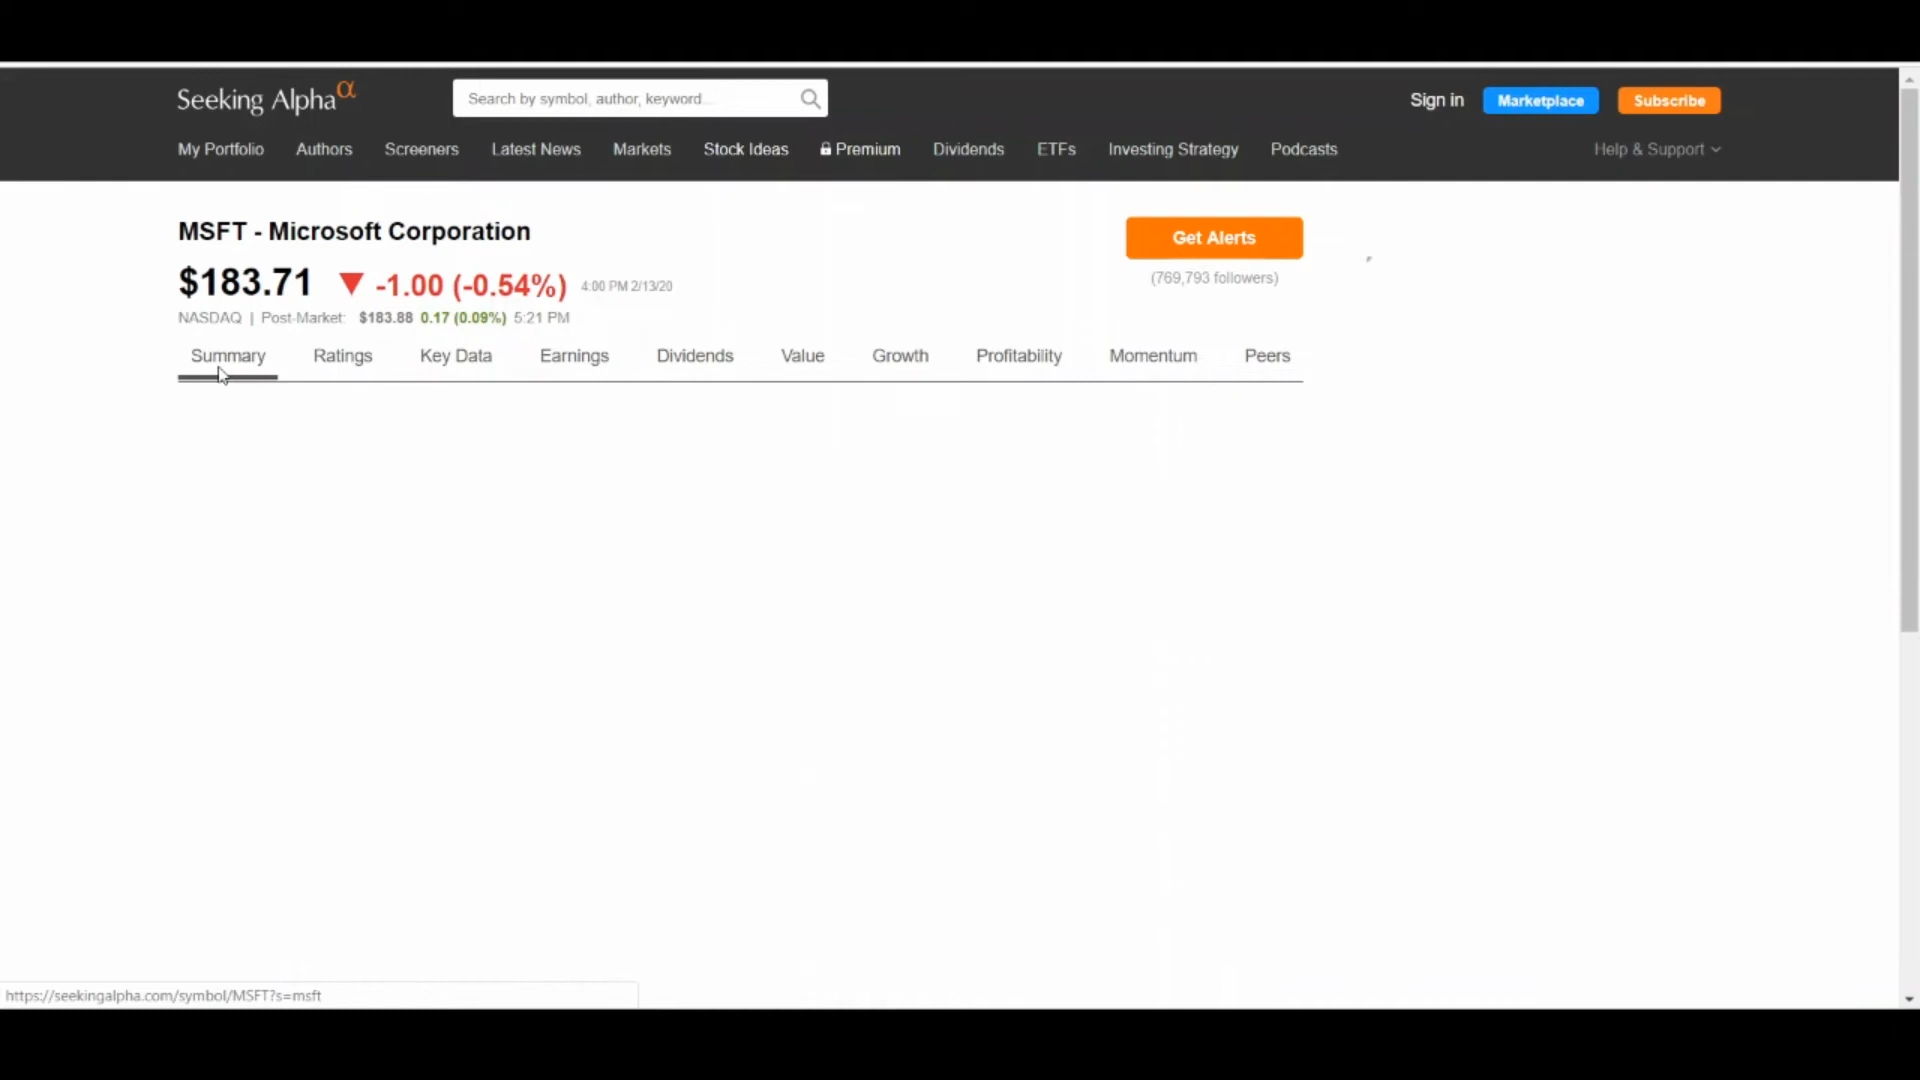 Seeking Alpha α
Search by symbol, author, keyword...
Sign in
Marketplace
Subscribe
My Portfolio Authors Screeners Latest News Markets Stock Ideas Premium Dividends ETFs Investing Strategy Podcasts Help & Support
MSFT - Microsoft Corporation
Get Alerts
$183.71 ▼ -1.00 (-0.54%) 4:00 PM 2/13/20
(769,793 followers)
NASDAQ | Post-Market: $183.88 0.17 (0.09%) 5:21 PM
Summary Ratings Key Data Earnings Dividends Value Growth Profitability Momentum Peers
https://seekingalpha.com/symbol/MSFT?s=msft